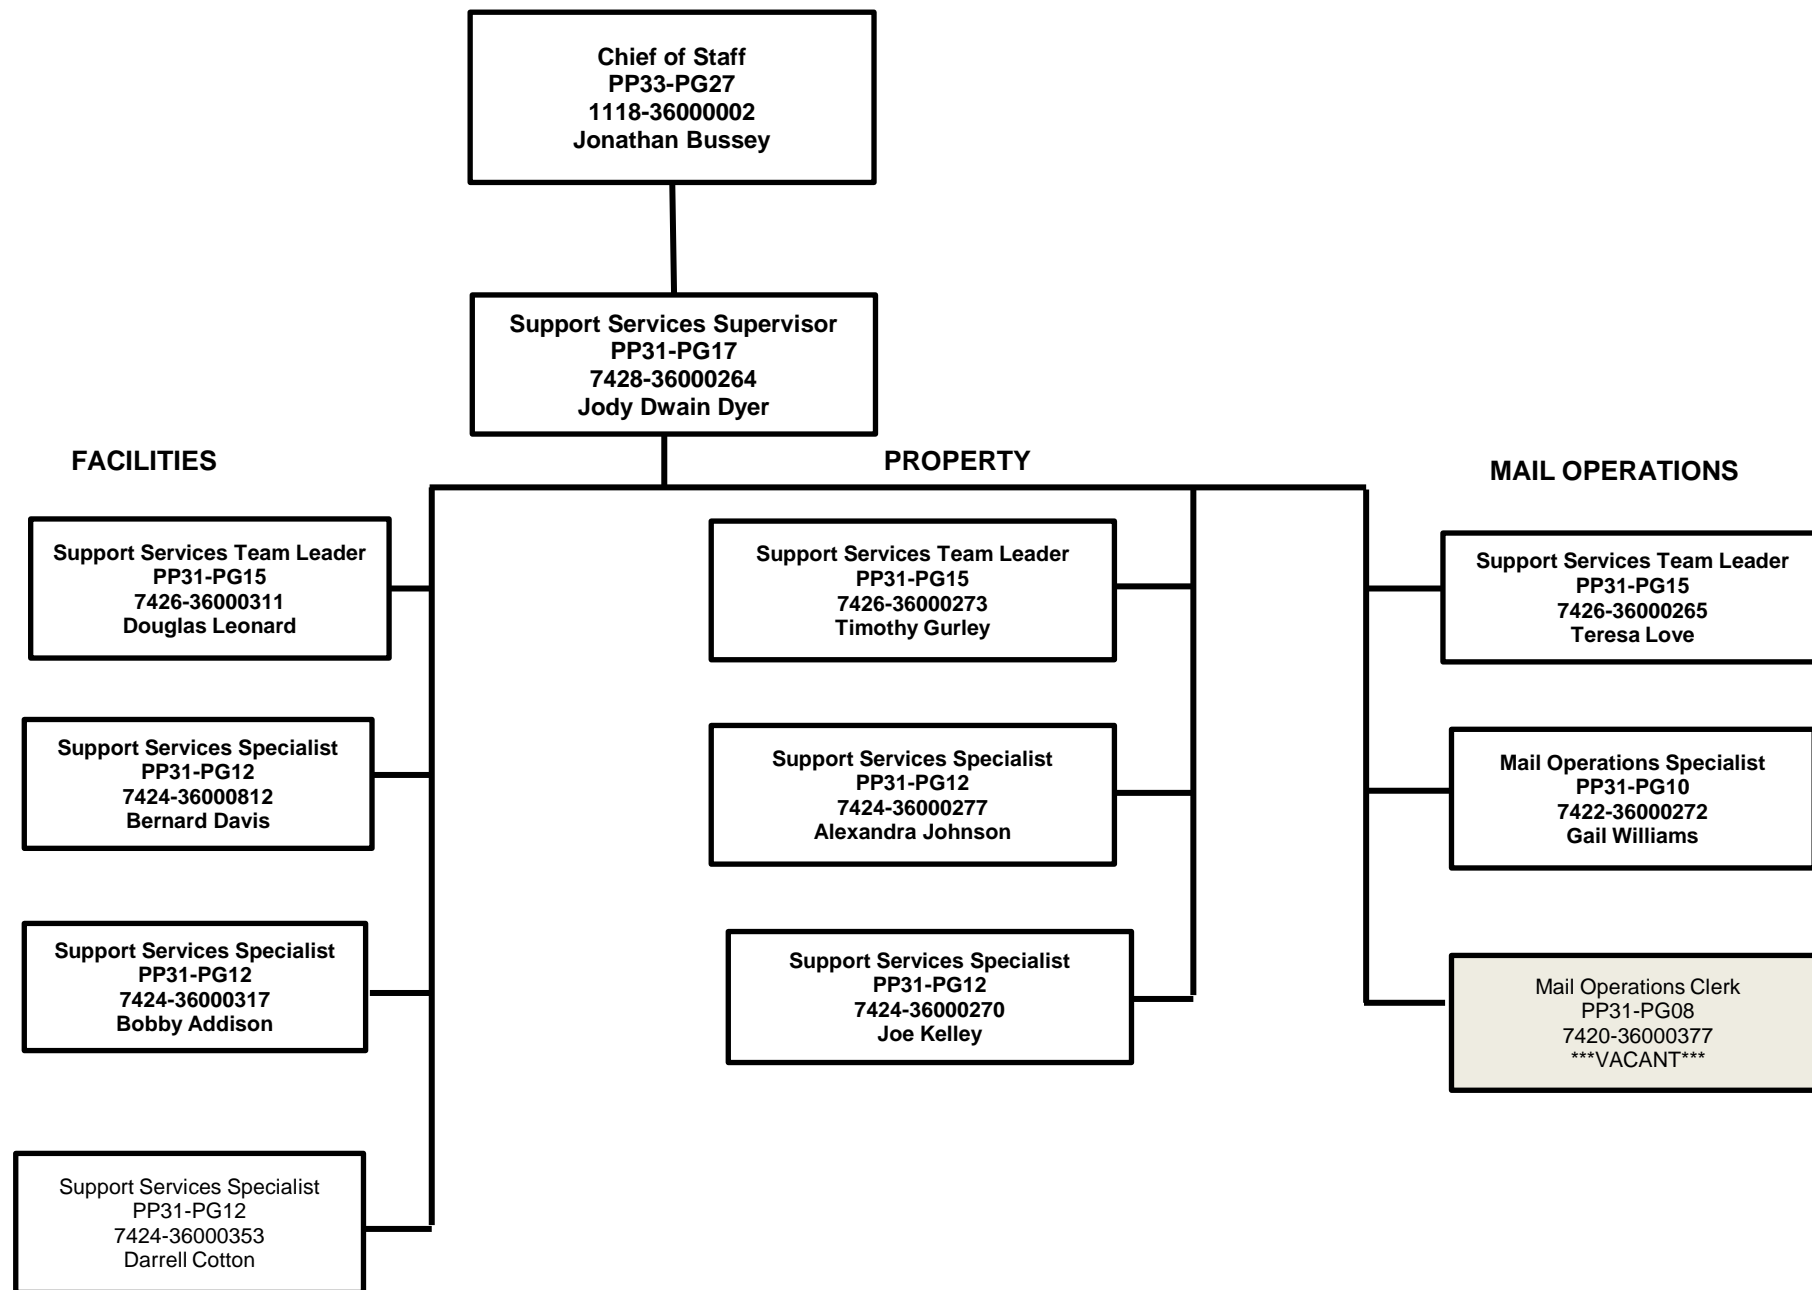 Chief of Staff
PP33-PG27
1118-36000002
Jonathan Bussey
Support Services Supervisor
PP31-PG17
7428-36000264
Jody Dwain Dyer
FACILITIES
Support Services Team Leader
PP31-PG15
7426-36000311
Douglas Leonard
Support Services Specialist
PP31-PG12
7424-36000812
Bernard Davis
Support Services Specialist
PP31-PG12
7424-36000317
Bobby Addison
Support Services Specialist
PP31-PG12
7424-36000353
Darrell Cotton
PROPERTY
Support Services Team Leader
PP31-PG15
7426-36000273
Timothy Gurley
Support Services Specialist
PP31-PG12
7424-36000277
Alexandra Johnson
Support Services Specialist
PP31-PG12
7424-36000270
Joe Kelley
MAIL OPERATIONS
Support Services Team Leader
PP31-PG15
7426-36000265
Teresa Love
Mail Operations Specialist
PP31-PG10
7422-36000272
Gail Williams
Mail Operations Clerk
PP31-PG08
7420-36000377
***VACANT***